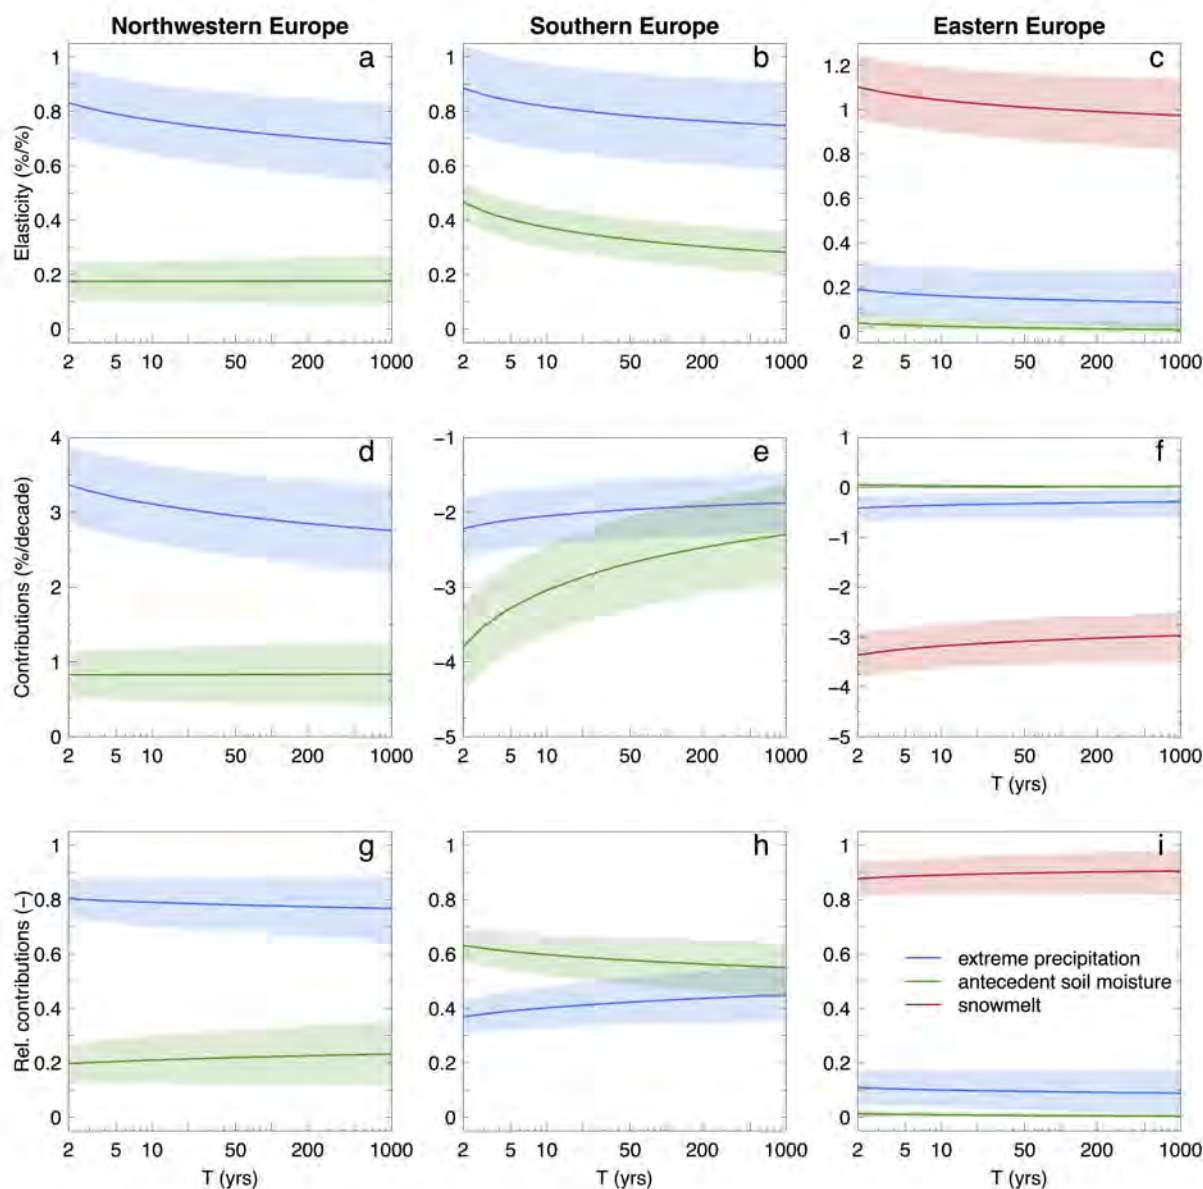 Northwestern Europe
Southern Europe
Eastern Europe
a
1
0.8
0.6
0.4
0.2
0
Elasticity (%/%)
2 5 10 50 200 1000
b
1
0.8
0.6
0.4
0.2
0
2 5 10 50 200 1000
c
1.2
1
0.8
0.6
0.4
0.2
0
2 5 10 50 200 1000
d
4
3
2
1
0
Contributions (%/decade)
2 5 10 50 200 1000
e
−1
−2
−3
−4
−5
2 5 10 50 200 1000
f
1
0
−1
−2
−3
−4
−5
2 5 10 50 200 1000
T (yrs)
g
1
0.8
0.6
0.4
0.2
0
Rel. contributions (−)
2 5 10 50 200 1000
T (yrs)
h
1
0.8
0.6
0.4
0.2
0
2 5 10 50 200 1000
T (yrs)
i
1
0.8
0.6
0.4
0.2
0
extreme precipitation
antecedent soil moisture
snowmelt
2 5 10 50 200 1000
T (yrs)